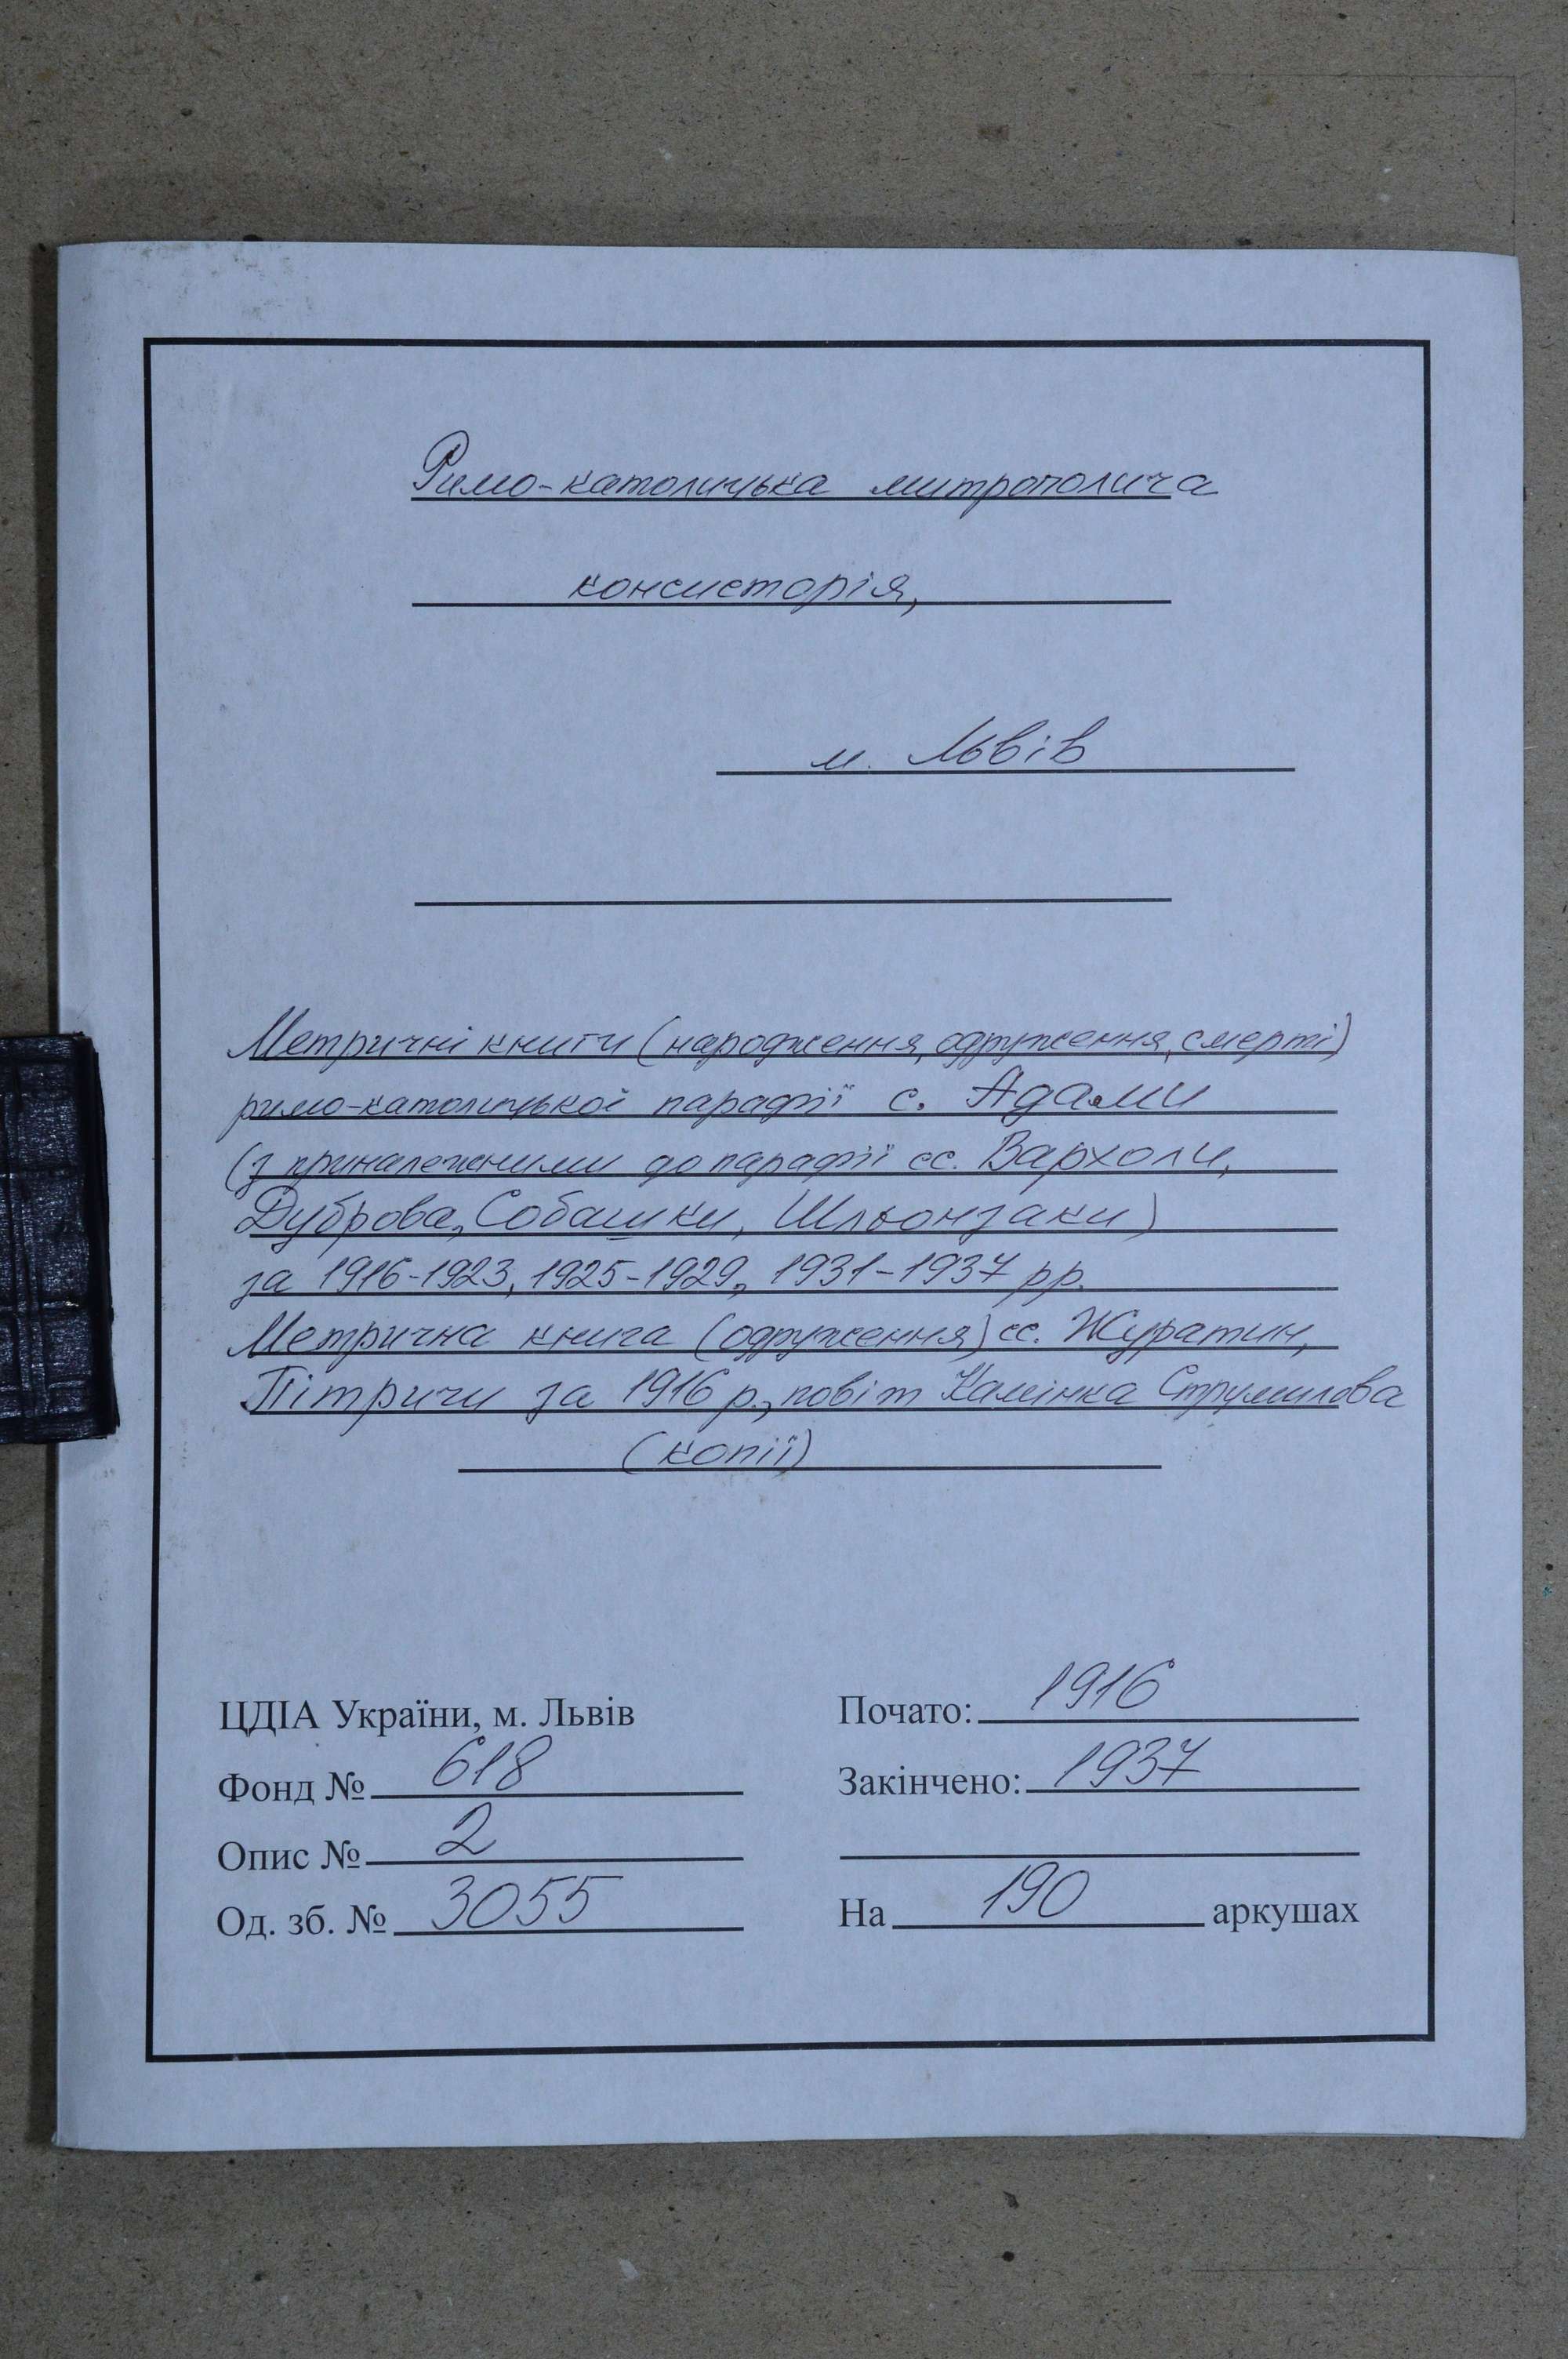 Римо-католицька митрополича
консисторія,
м. Львів
Метричні книги (народження, одруження, смерті)
римо-католицької парафії с. Адами
(з приналежними до парафії сс. Вархоли,
Дуброва, Собашки, Шльонзаки)
за 1916-1923, 1925-1929, 1931-1937 рр.
Метрична книга (одруження) сс. Журатин,
Пітричи за 1916 р., повіт Камінка Струмилова
(копії)
ЦДІА України, м. Львів
Фонд № 618
Опис № 2
Од. зб. № 3055
Почато: 1916
Закінчено: 1937
На 190 аркушах